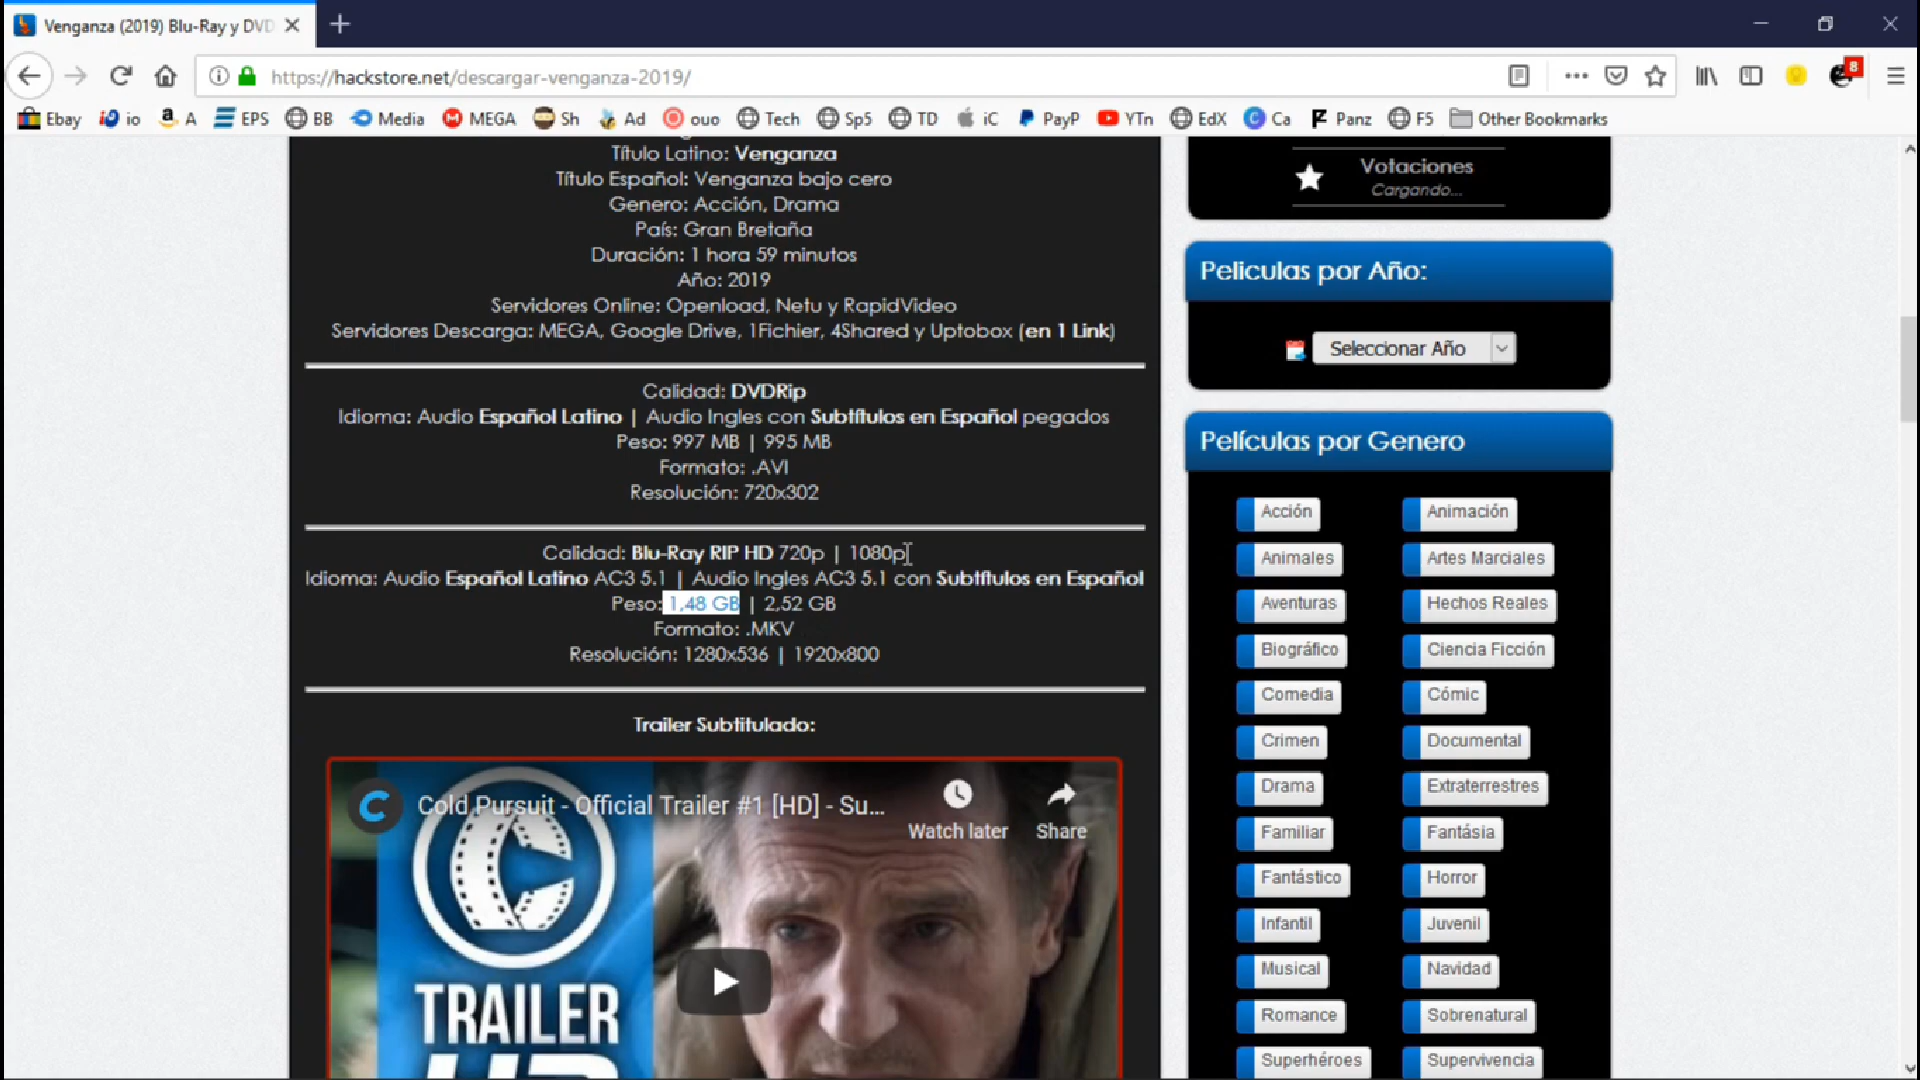 Venganza (2019) Blu-Ray y DVD
https://hackstore.net/descargar-venganza-2019/
8
Ebay
io
A
EPS
BB
Media
MEGA
Sh
Ad
ouo
Tech
Sp5
TD
iC
PayP
YTn
EdX
Ca
Panz
F5
Other Bookmarks
Título Latino: Venganza
Título Español: Venganza bajo cero
Genero: Acción, Drama
País: Gran Bretaña
Duración: 1 hora 59 minutos
Año: 2019
Servidores Online: Openload, Netu y RapidVideo
Servidores Descarga: MEGA, Google Drive, 1Fichier, 4Shared y Uptobox (en 1 Link)
Calidad: DVDRip
Idioma: Audio Español Latino | Audio Ingles con Subtítulos en Español pegados
Peso: 997 MB | 995 MB
Formato: .AVI
Resolución: 720x302
Calidad: Blu-Ray RIP HD 720p | 1080p
Idioma: Audio Español Latino AC3 5.1 | Audio Ingles AC3 5.1 con Subtítulos en Español
Peso: 1,48 GB | 2,52 GB
Formato: .MKV
Resolución: 1280x536 | 1920x800
Trailer Subtitulado:
Cold Pursuit - Official Trailer #1 [HD] - Su...
Watch later
Share
TRAILER
HD
Votaciones
Cargando...
Peliculas por Año:
Seleccionar Año
Películas por Genero
Acción
Animación
Animales
Artes Marciales
Aventuras
Hechos Reales
Biográfico
Ciencia Ficción
Comedia
Cómic
Crimen
Documental
Drama
Extraterrestres
Familiar
Fantásia
Fantástico
Horror
Infantil
Juvenil
Musical
Navidad
Romance
Sobrenatural
Superhéroes
Supervivencia